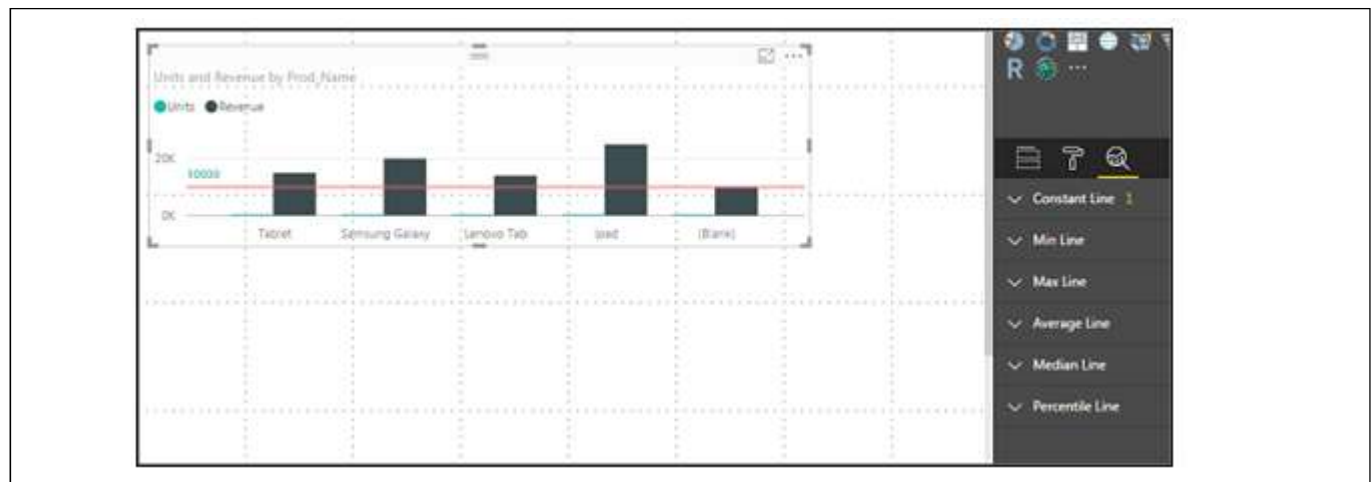 R ...
Units and Revenue by Prod_Name
Units Revenue
20K
10000
0K
Tablet Samsung Galaxy Lenovo Tab Ipad (Blank)
Constant Line 1
Min Line
Max Line
Average Line
Median Line
Percentile Line